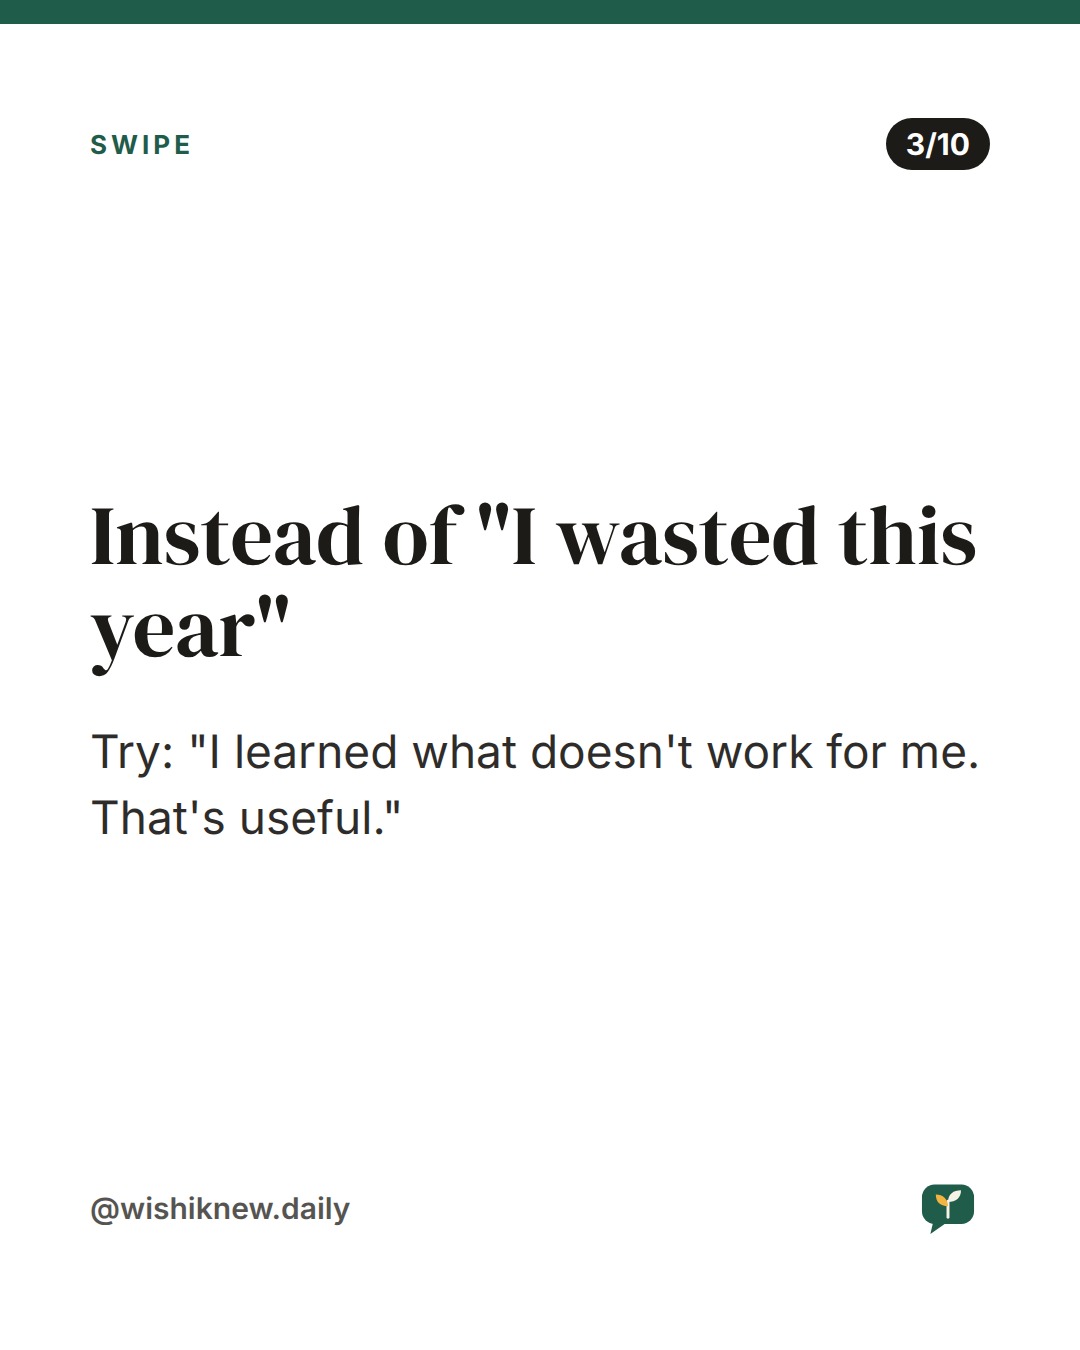 SWIPE
3/10
Instead of "I wasted this
year"
Try: "I learned what doesn't work for me.
That's useful."
@wishiknew.daily